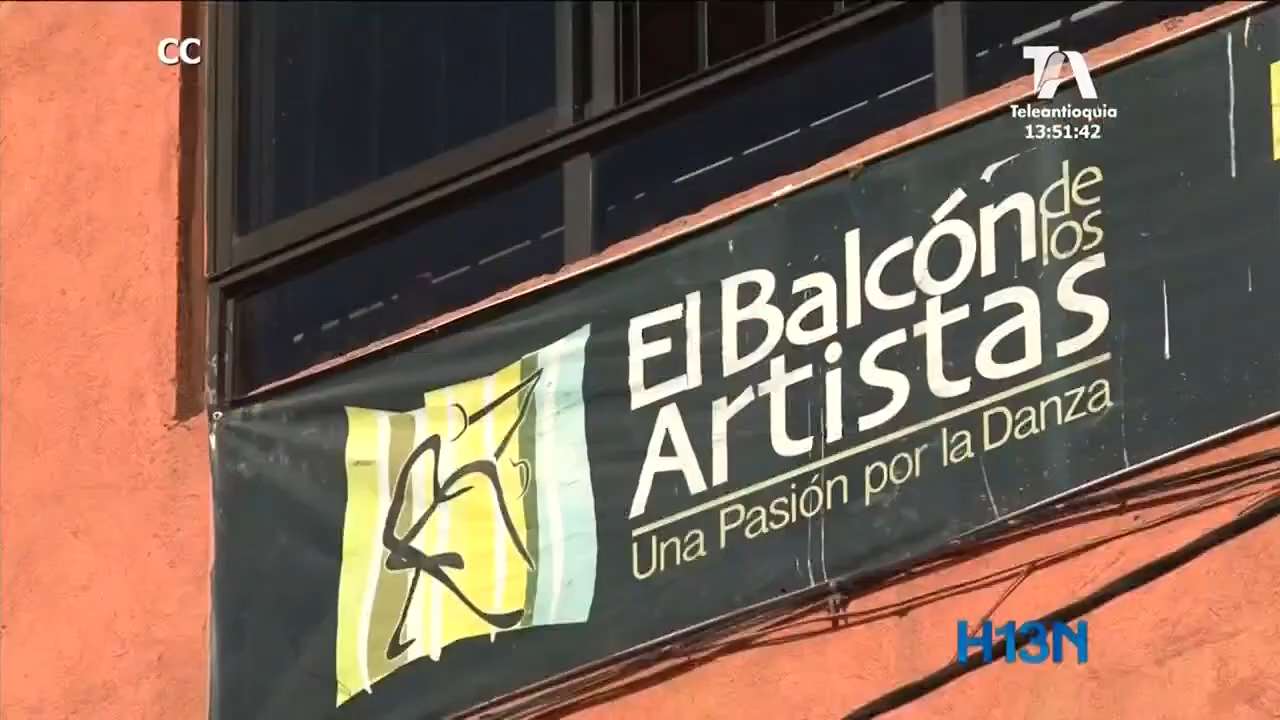 CC
TA
Teleantioquia
13:51:42
El Balcón de los
Artistas
Una Pasión por la Danza
H13N